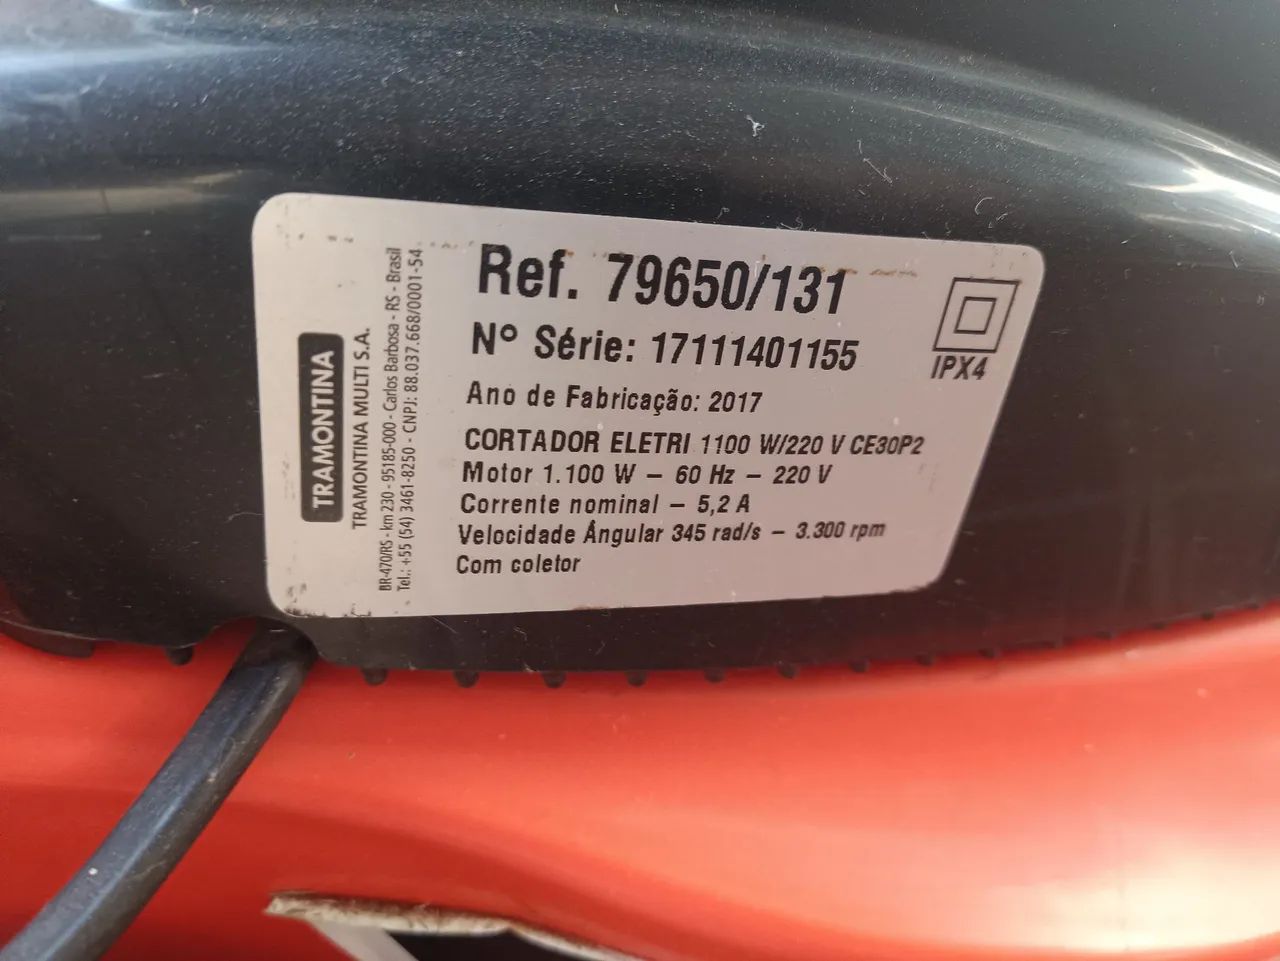 TRAMONTINA
TRAMONTINA MULTI S.A.
BR-470/RS - km 230 - 95185-000 - Carlos Barbosa - RS - Brasil
Tel.: +55 (54) 3461-8250 - CNPJ: 88.037.668/0001-54
Ref. 79650/131
Nº Série: 17111401155
Ano de Fabricação: 2017
CORTADOR ELETRI 1100 W/220 V CE30P2
Motor 1.100 W – 60 Hz – 220 V
Corrente nominal – 5,2 A
Velocidade Ângular 345 rad/s – 3.300 rpm
Com coletor
IPX4